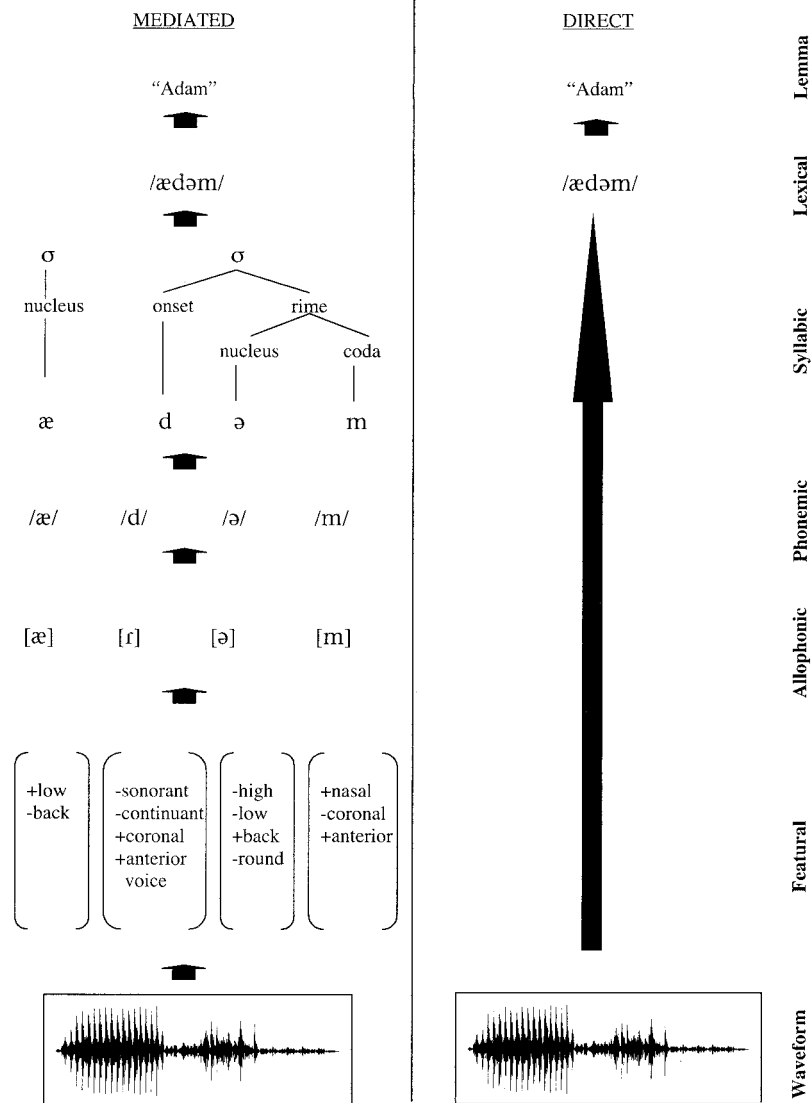 MEDIATED
DIRECT
"Adam"
"Adam"
/ædəm/
/ædəm/
σ σ
nucleus onset rime
nucleus coda
æ d ə m
/æ/ /d/ /ə/ /m/
[æ] [ɾ] [ə] [m]
+low
-back
-sonorant
-continuant
+coronal
+anterior
voice
-high
-low
+back
-round
+nasal
-coronal
+anterior
Lemma
Lexical
Syllabic
Phonemic
Allophonic
Featural
Waveform